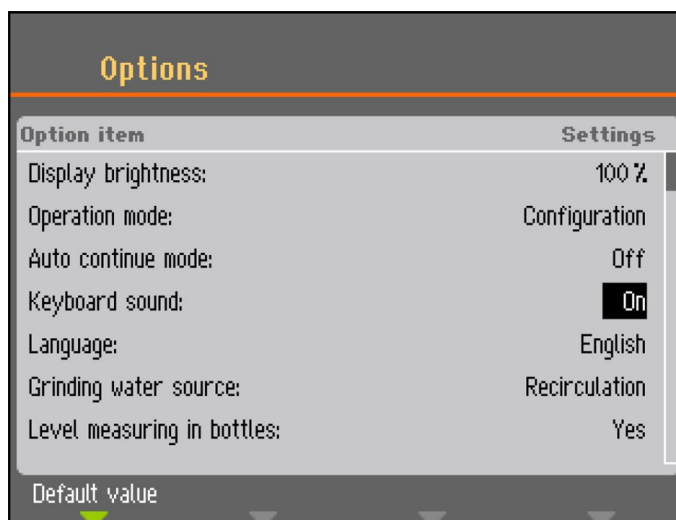 Options
Option item Settings
Display brightness: 100 %
Operation mode: Configuration
Auto continue mode: Off
Keyboard sound: On
Language: English
Grinding water source: Recirculation
Level measuring in bottles: Yes
Default value